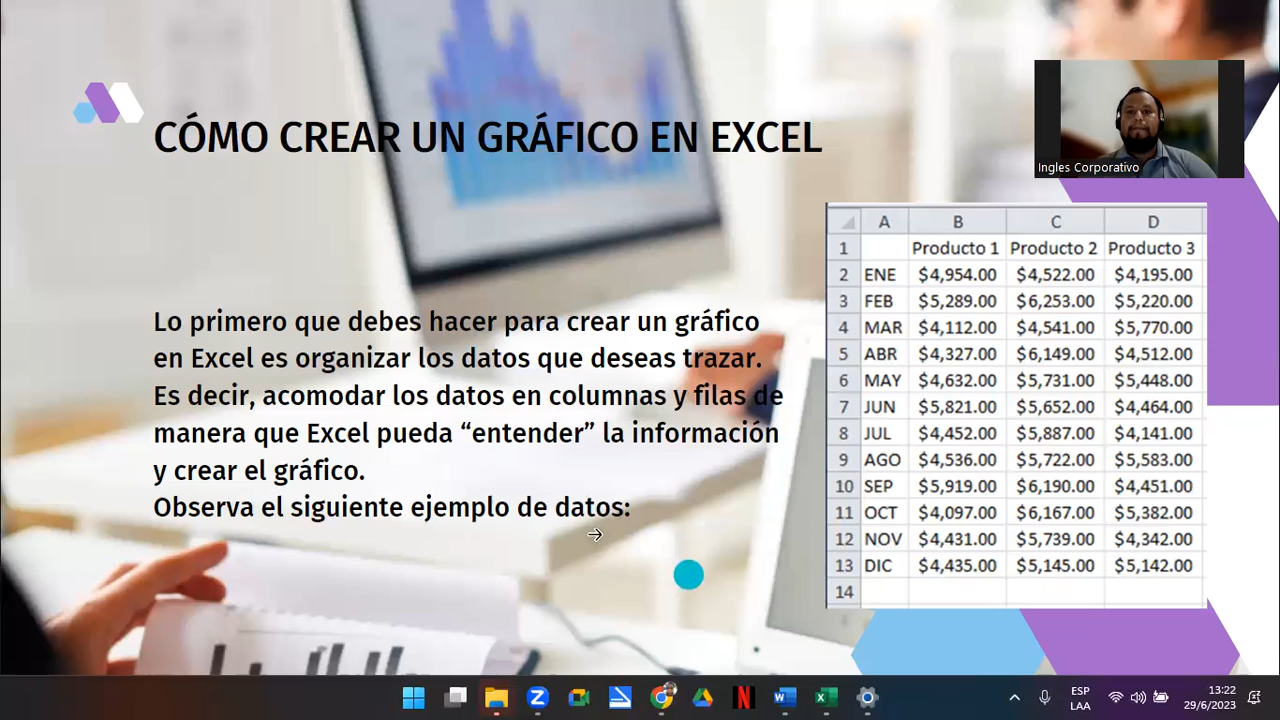 CÓMO CREAR UN GRÁFICO EN EXCEL
Ingles Corporativo
Lo primero que debes hacer para crear un gráfico
en Excel es organizar los datos que deseas trazar.
Es decir, acomodar los datos en columnas y filas de
manera que Excel pueda “entender” la información
y crear el gráfico.
Observa el siguiente ejemplo de datos:
A B C D
1 Producto 1 Producto 2 Producto 3
2 ENE $4,954.00 $4,522.00 $4,195.00
3 FEB $5,289.00 $6,253.00 $5,220.00
4 MAR $4,112.00 $4,541.00 $5,770.00
5 ABR $4,327.00 $6,149.00 $4,512.00
6 MAY $4,632.00 $5,731.00 $5,448.00
7 JUN $5,821.00 $5,652.00 $4,464.00
8 JUL $4,452.00 $5,887.00 $4,141.00
9 AGO $4,536.00 $5,722.00 $5,583.00
10 SEP $5,919.00 $6,190.00 $4,451.00
11 OCT $4,097.00 $6,167.00 $5,382.00
12 NOV $4,431.00 $5,739.00 $4,342.00
13 DIC $4,435.00 $5,145.00 $5,142.00
14
ESP
LAA
13:22
29/6/2023